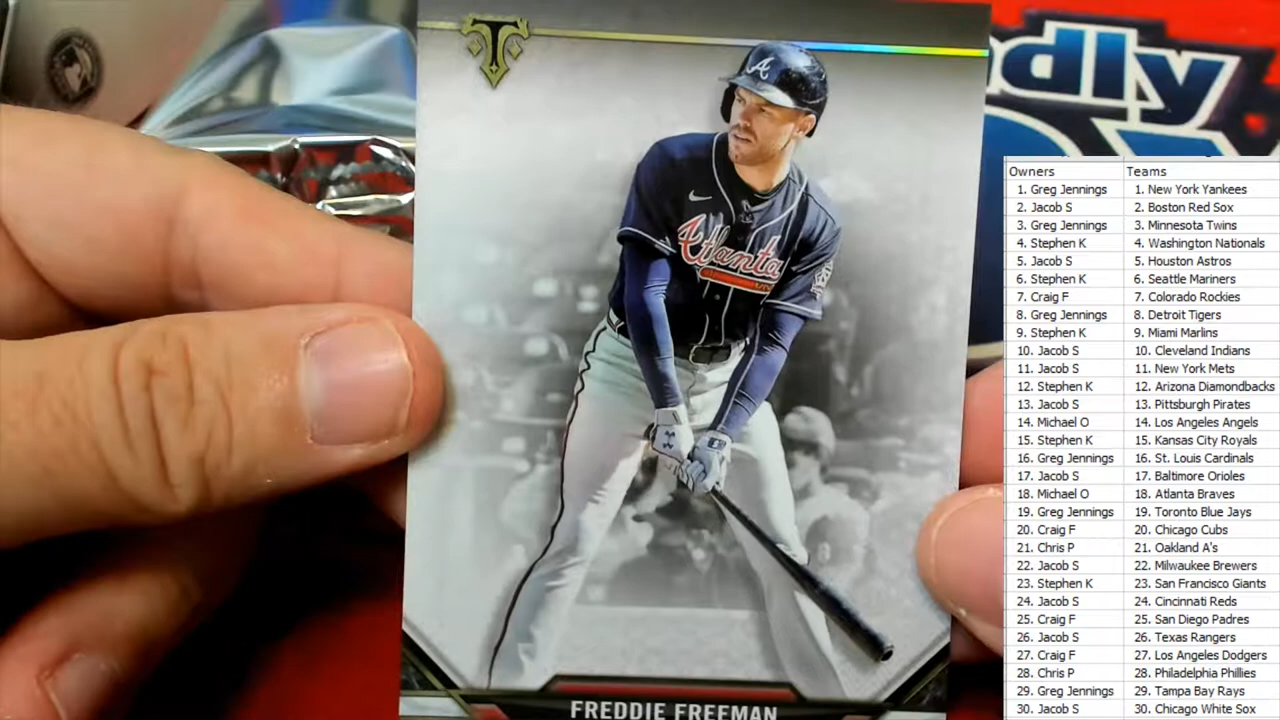 dly
A
Atlanta
FREDDIE FREEMAN
Owners Teams
1. Greg Jennings 1. New York Yankees
2. Jacob S 2. Boston Red Sox
3. Greg Jennings 3. Minnesota Twins
4. Stephen K 4. Washington Nationals
5. Jacob S 5. Houston Astros
6. Stephen K 6. Seattle Mariners
7. Craig F 7. Colorado Rockies
8. Greg Jennings 8. Detroit Tigers
9. Stephen K 9. Miami Marlins
10. Jacob S 10. Cleveland Indians
11. Jacob S 11. New York Mets
12. Stephen K 12. Arizona Diamondbacks
13. Jacob S 13. Pittsburgh Pirates
14. Michael O 14. Los Angeles Angels
15. Stephen K 15. Kansas City Royals
16. Greg Jennings 16. St. Louis Cardinals
17. Jacob S 17. Baltimore Orioles
18. Michael O 18. Atlanta Braves
19. Greg Jennings 19. Toronto Blue Jays
20. Craig F 20. Chicago Cubs
21. Chris P 21. Oakland A's
22. Jacob S 22. Milwaukee Brewers
23. Stephen K 23. San Francisco Giants
24. Jacob S 24. Cincinnati Reds
25. Craig F 25. San Diego Padres
26. Jacob S 26. Texas Rangers
27. Craig F 27. Los Angeles Dodgers
28. Chris P 28. Philadelphia Phillies
29. Greg Jennings 29. Tampa Bay Rays
30. Jacob S 30. Chicago White Sox